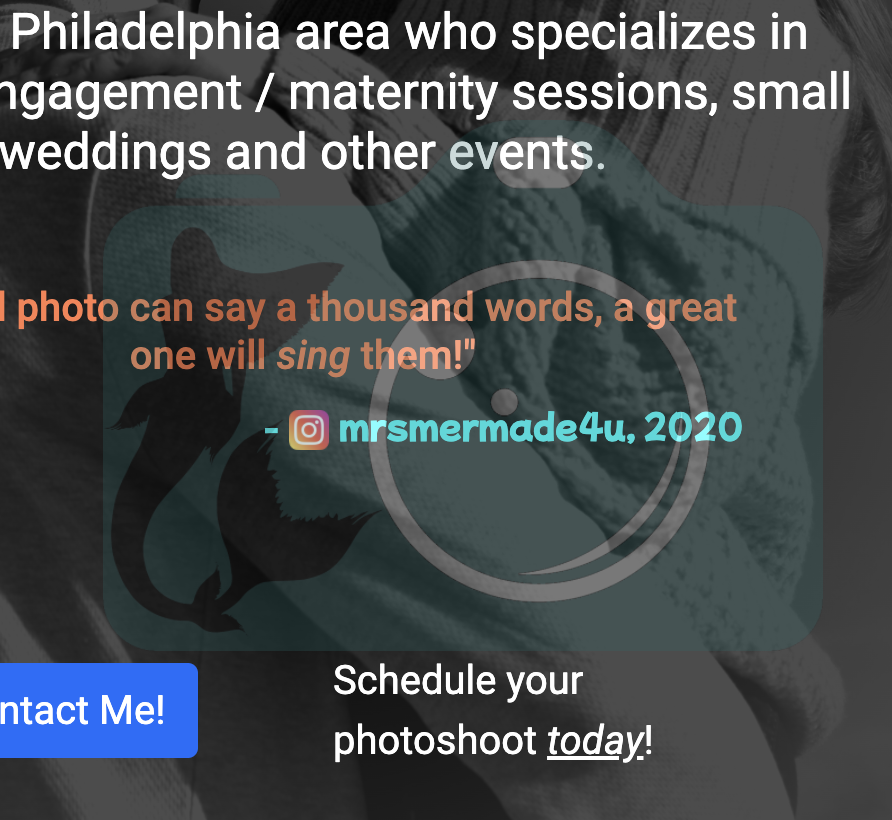 Philadelphia area who specializes in
ngagement / maternity sessions, small
weddings and other events.
l photo can say a thousand words, a great
one will sing them!"
- mrsmermade4u, 2020
ntact Me!
Schedule your
photoshoot today!